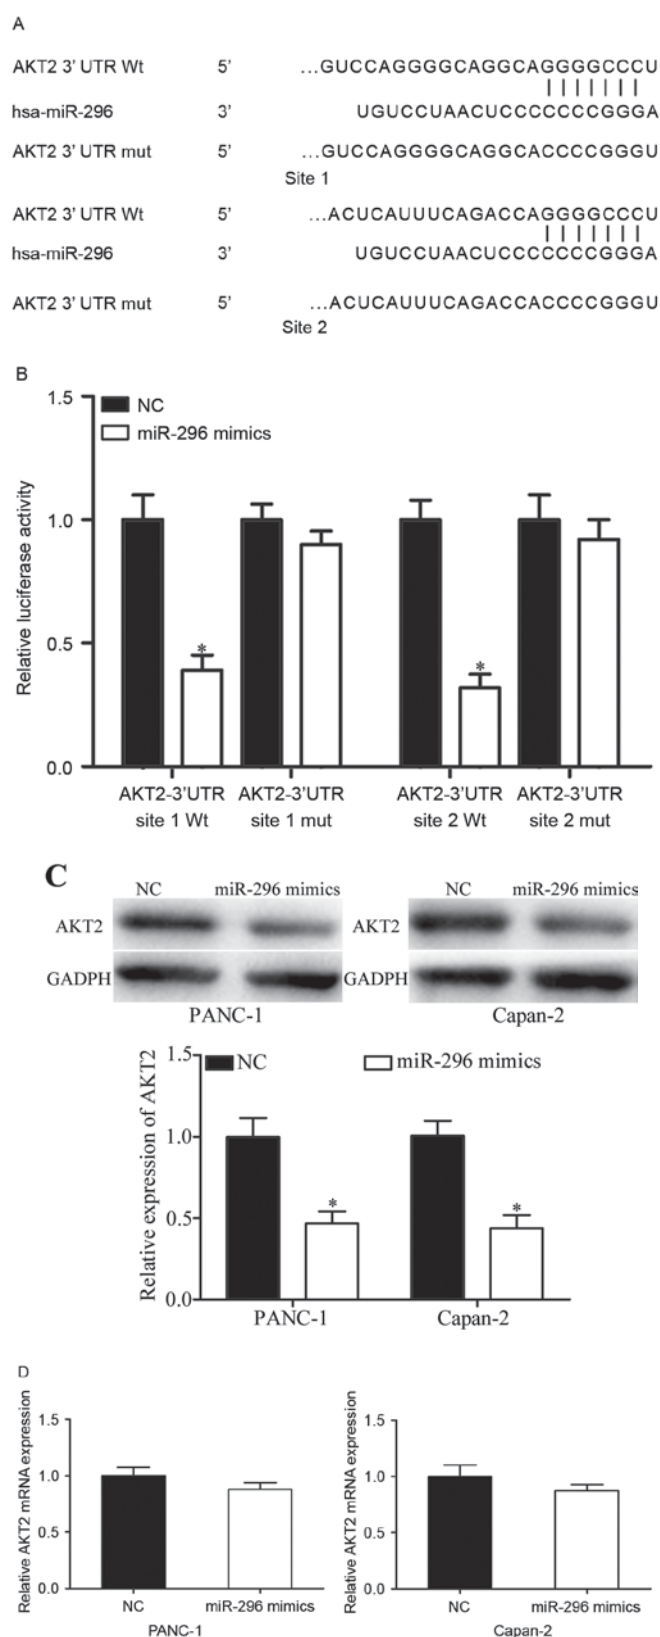 A
AKT2 3' UTR Wt 5' ...GUCCAGGGGCAGGCAGGGGCCCU
hsa-miR-296 3' UGUCCUAACUCCCCCCCGGGA
AKT2 3' UTR mut 5' ...GUCCAGGGGCAGGCACCCCGGGU
Site 1
AKT2 3' UTR Wt 5' ...ACUCAUUUCAGACCAGGGGCCCU
hsa-miR-296 3' UGUCCUAACUCCCCCCCGGGA
AKT2 3' UTR mut 5' ...ACUCAUUUCAGACCACCCCGGGU
Site 2
B
1.5
NC
miR-296 mimics
Relative luciferase activity
1.0
0.5
0.0
*
*
AKT2-3'UTR AKT2-3'UTR AKT2-3'UTR AKT2-3'UTR
site 1 Wt site 1 mut site 2 Wt site 2 mut
C
NC miR-296 mimics NC miR-296 mimics
AKT2 AKT2
GADPH GADPH
PANC-1 Capan-2
Relative expression of AKT2
1.5
NC miR-296 mimics
1.0
0.5
0.0
* *
PANC-1 Capan-2
D
Relative AKT2 mRNA expression
1.5
1.0
0.5
0.0
NC miR-296 mimics
PANC-1
Relative AKT2 mRNA expression
1.5
1.0
0.5
0.0
NC miR-296 mimics
Capan-2